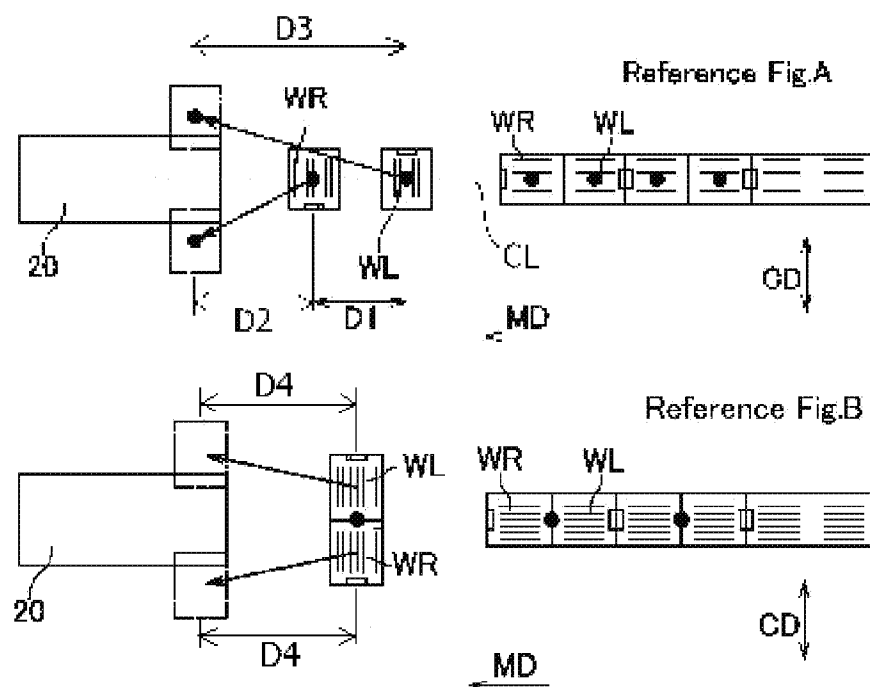 D3
Reference Fig.A
WR
WR
WL
20
WL
CL
CD
D2
D1
MD
D4
Reference Fig.B
WL
WR
WL
WR
20
CD
D4
MD